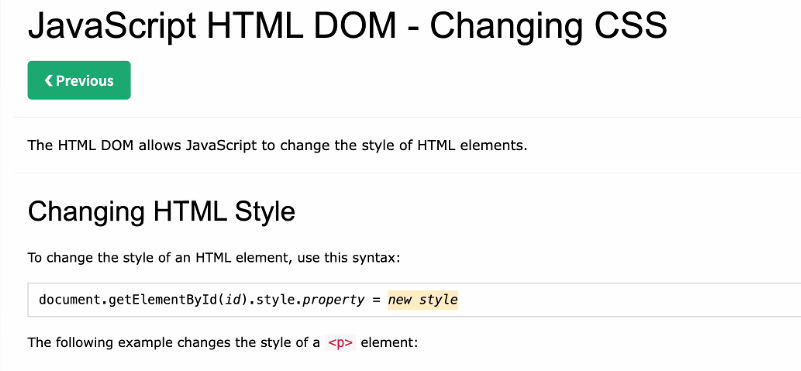 JavaScript HTML DOM - Changing CSS
❮ Previous
The HTML DOM allows JavaScript to change the style of HTML elements.
Changing HTML Style
To change the style of an HTML element, use this syntax:
document.getElementById(id).style.property = new style
The following example changes the style of a <p> element: